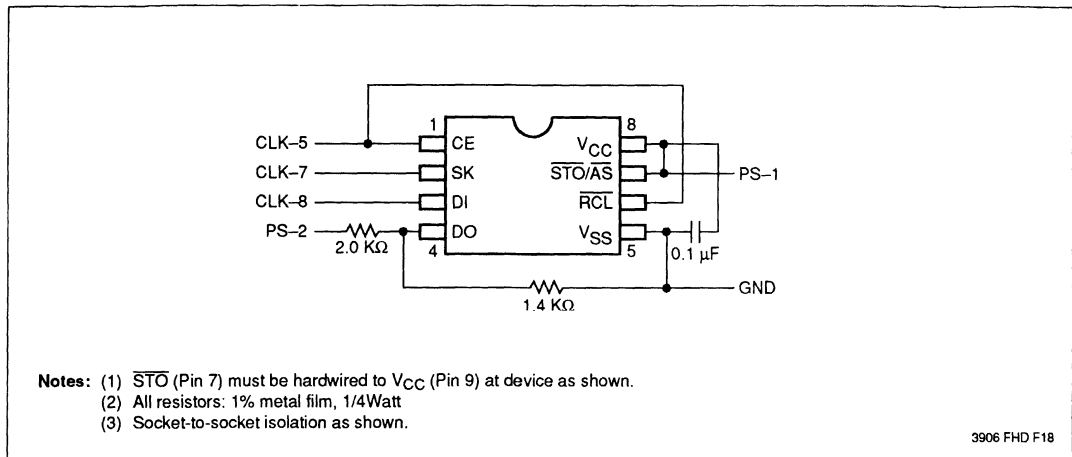 1 8
CLK–5 CE VCC
CLK–7 SK STO/AS PS–1
CLK–8 DI RCL
PS–2 2.0 KΩ DO VSS 0.1 µF
4 5
1.4 KΩ GND
Notes: (1) STO (Pin 7) must be hardwired to VCC (Pin 9) at device as shown.
(2) All resistors: 1% metal film, 1/4Watt
(3) Socket-to-socket isolation as shown.
3906 FHD F18